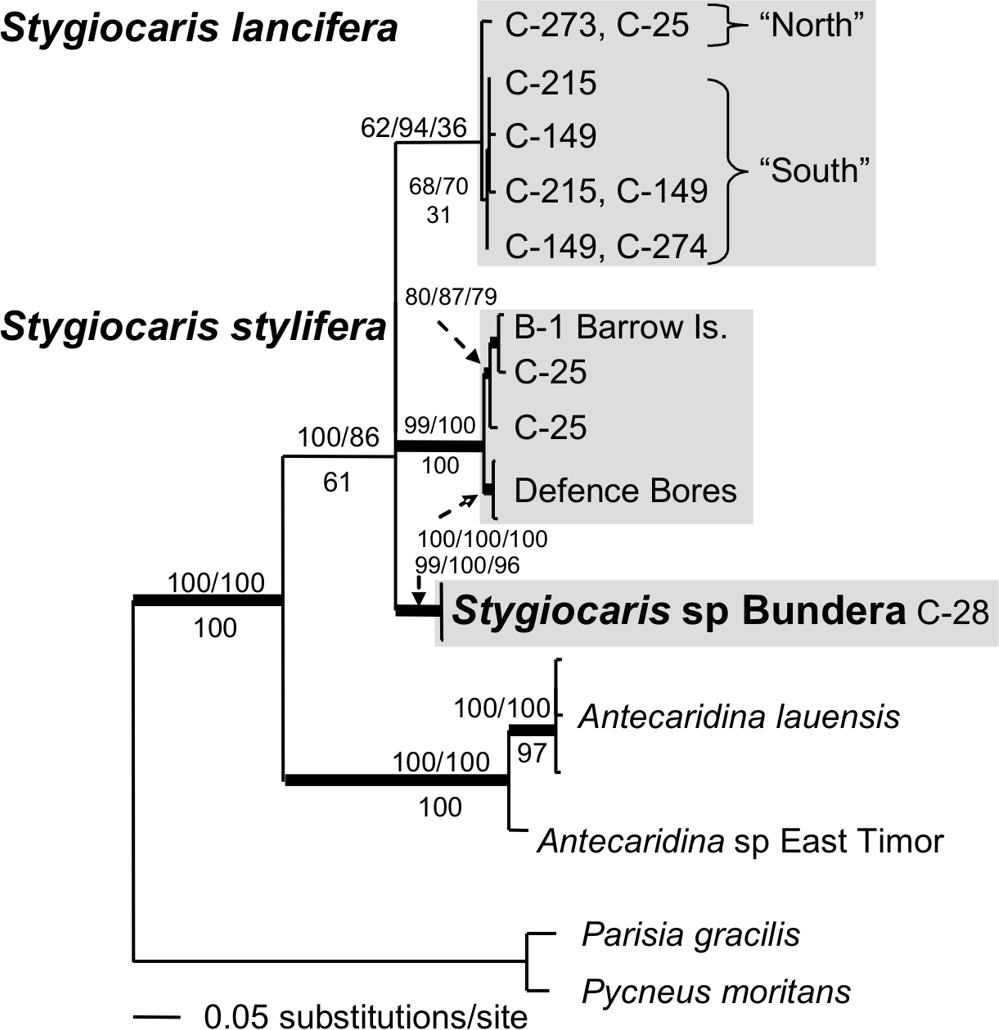 Stygiocaris lancifera
C-273, C-25
“North”
C-215
62/94/36
C-149
“South”
68/70
31
C-215, C-149
C-149, C-274
80/87/79
Stygiocaris stylifera
B-1 Barrow Is.
C-25
99/100
C-25
100/86
100
61
Defence Bores
100/100/100
99/100/96
100/100
Stygiocaris sp Bundera C-28
100
100/100
Antecaridina lauensis
97
100/100
100
Antecaridina sp East Timor
Parisia gracilis
Pycneus moritans
0.05 substitutions/site